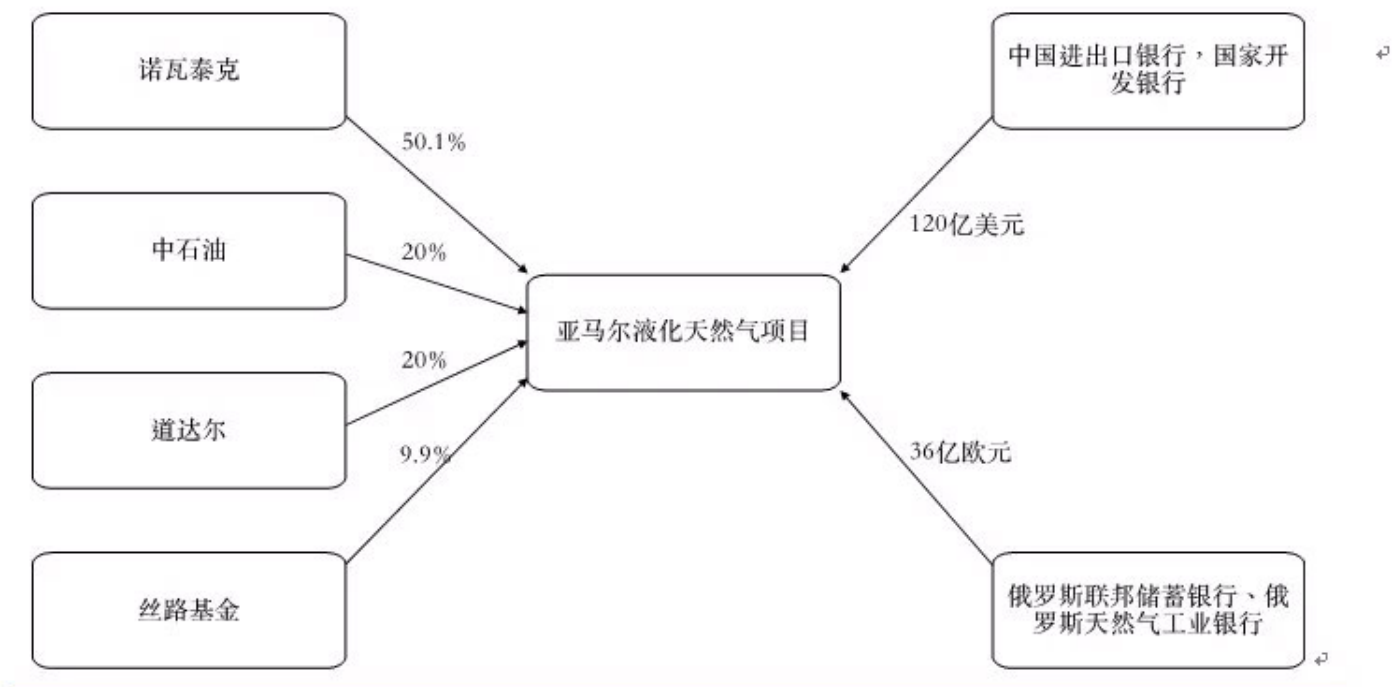 诺瓦泰克
50.1%
中石油
20%
道达尔
20%
丝路基金
9.9%
亚马尔液化天然气项目
中国进出口银行，国家开
发银行
120亿美元
36亿欧元
俄罗斯联邦储蓄银行、俄
罗斯天然气工业银行